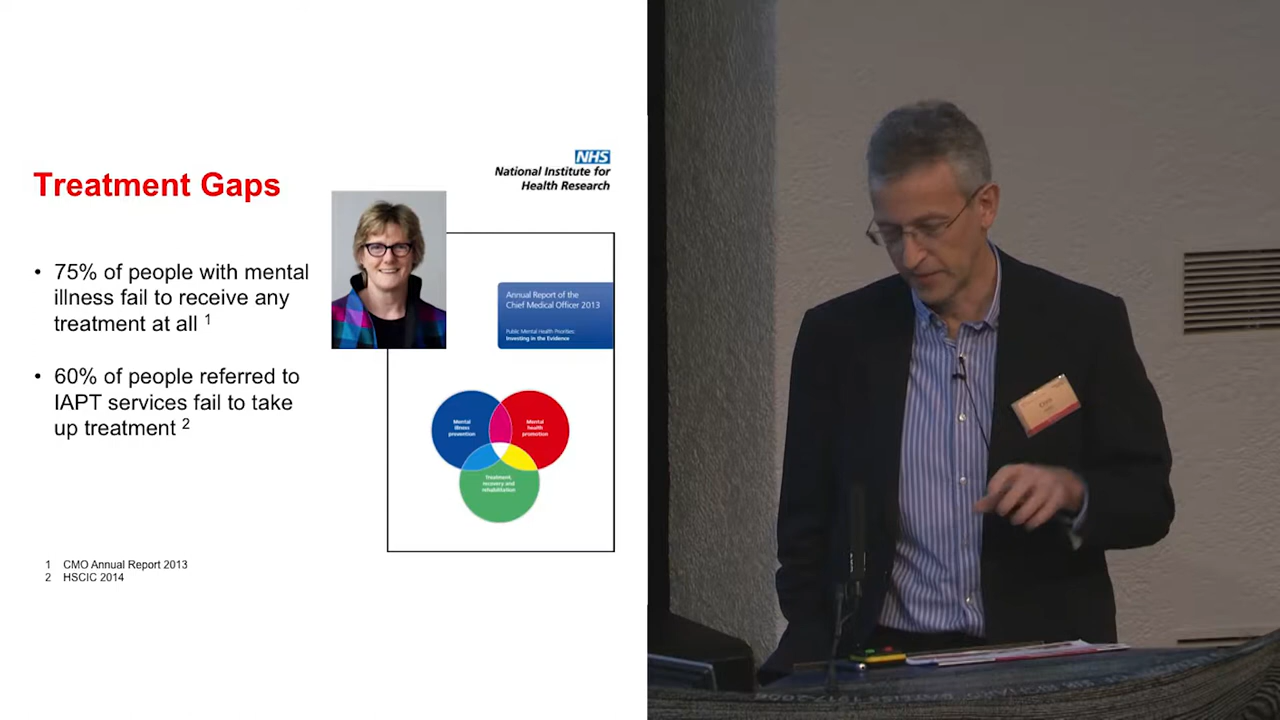 Treatment Gaps
NHS
National Institute for
Health Research
• 75% of people with mental
illness fail to receive any
treatment at all 1
• 60% of people referred to
IAPT services fail to take
up treatment 2
Annual Report of the
Chief Medical Officer 2013
Public Mental Health Priorities:
Investing in the Evidence
Mental
illness
prevention
Mental
health
promotion
Treatment,
recovery and
rehabilitation
1 CMO Annual Report 2013
2 HSCIC 2014